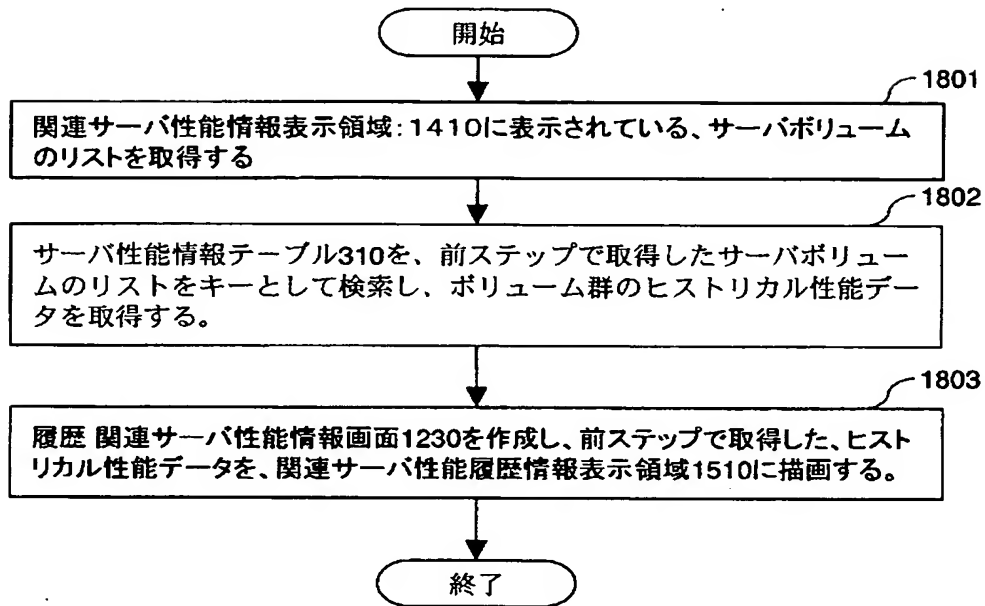 開始
1801
関連サーバ性能情報表示領域:1410に表示されている、サーバボリューム
のリストを取得する
1802
サーバ性能情報テーブル310を、前ステップで取得したサーバボリュー
ムのリストをキーとして検索し、ボリューム群のヒストリカル性能デー
タを取得する。
1803
履歴 関連サーバ性能情報画面1230を作成し、前ステップで取得した、ヒスト
リカル性能データを、関連サーバ性能履歴情報表示領域1510に描画する。
終了